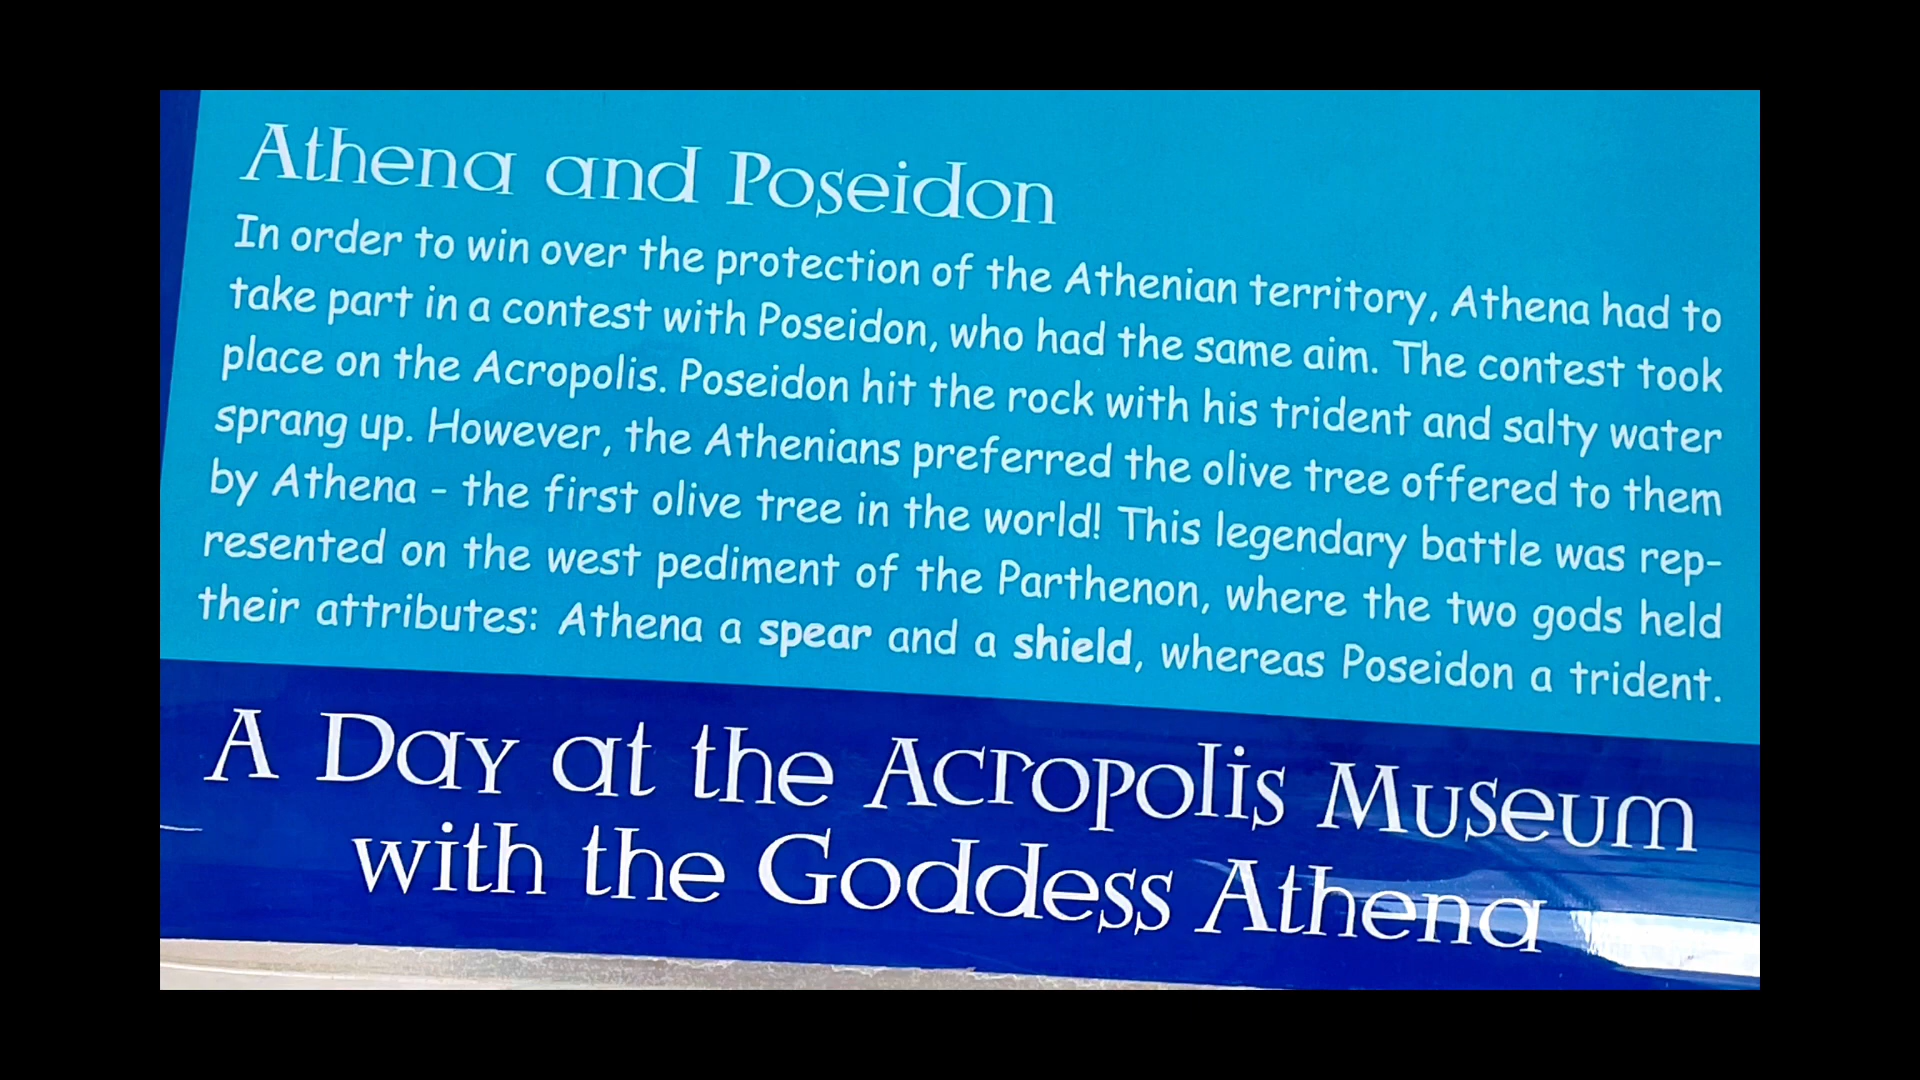 Athena and Poseidon
In order to win over the protection of the Athenian territory, Athena had to
take part in a contest with Poseidon, who had the same aim. The contest took
place on the Acropolis. Poseidon hit the rock with his trident and salty water
sprang up. However, the Athenians preferred the olive tree offered to them
by Athena - the first olive tree in the world! This legendary battle was rep-
resented on the west pediment of the Parthenon, where the two gods held
their attributes: Athena a spear and a shield, whereas Poseidon a trident.
A Day at the Acropolis Museum
with the Goddess Athena